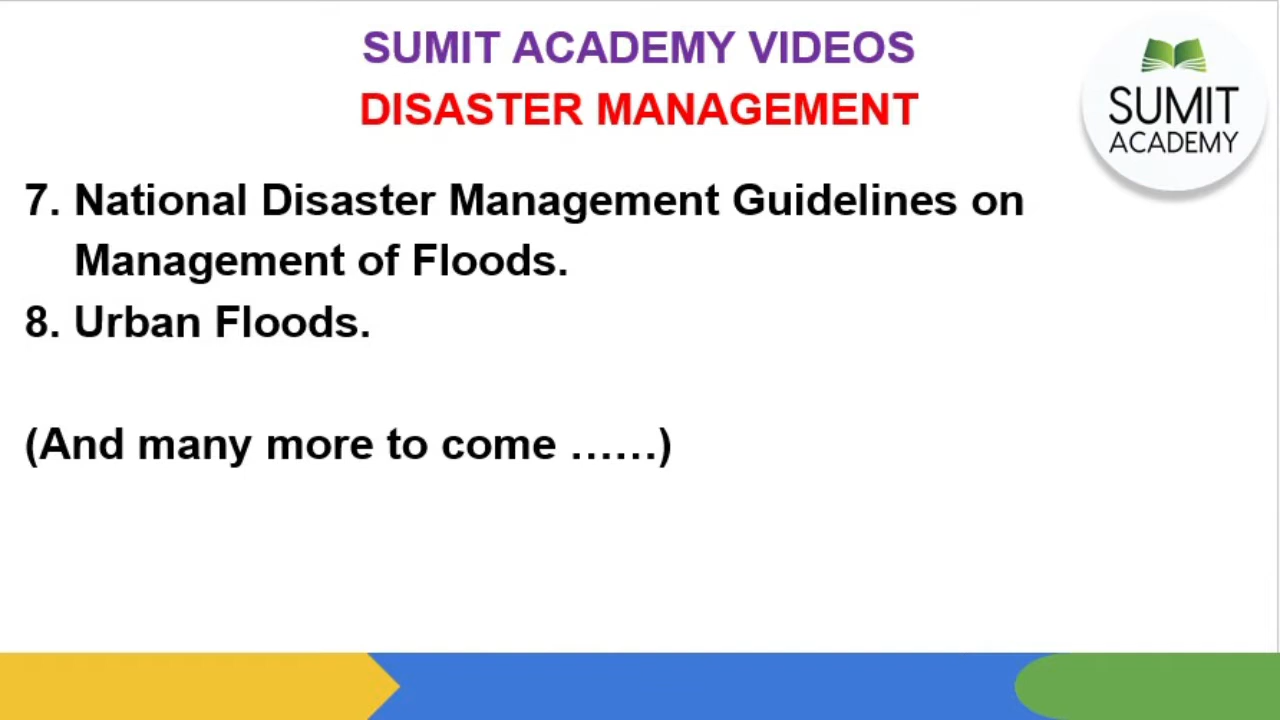 SUMIT ACADEMY VIDEOS
DISASTER MANAGEMENT
SUMIT
ACADEMY
7. National Disaster Management Guidelines on
Management of Floods.
8. Urban Floods.
(And many more to come ......)